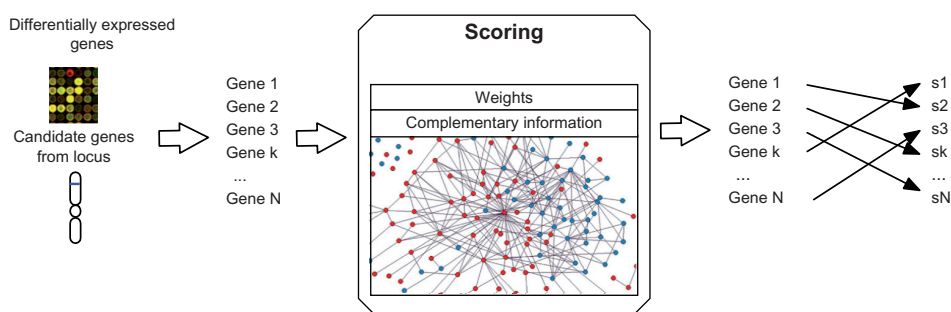 Differentially expressed
genes
Candidate genes
from locus
Gene 1
Gene 2
Gene 3
Gene k
...
Gene N
Scoring
Weights
Complementary information
Gene 1
Gene 2
Gene 3
Gene k
...
Gene N
s1
s2
s3
sk
...
sN